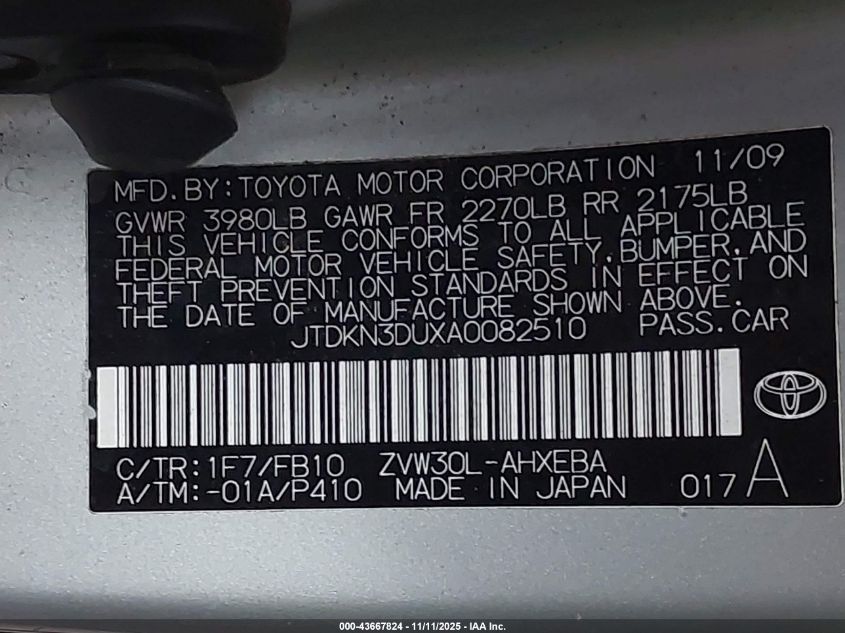 MFD.BY:TOYOTA MOTOR CORPORATION 11/09
GVWR 3980LB GAWR FR 2270LB RR 2175LB
THIS VEHICLE CONFORMS TO ALL APPLICABLE
FEDERAL MOTOR VEHICLE SAFETY,BUMPER,AND
THEFT PREVENTION STANDARDS IN EFFECT ON
THE DATE OF MANUFACTURE SHOWN ABOVE.
JTDKN3DUXA0082510 PASS.CAR
C/TR:1F7/FB10 ZVW30L-AHXEBA
A/TM:-01A/P410 MADE IN JAPAN 017 A
000-43667824 - 11/11/2025 - IAA Inc.